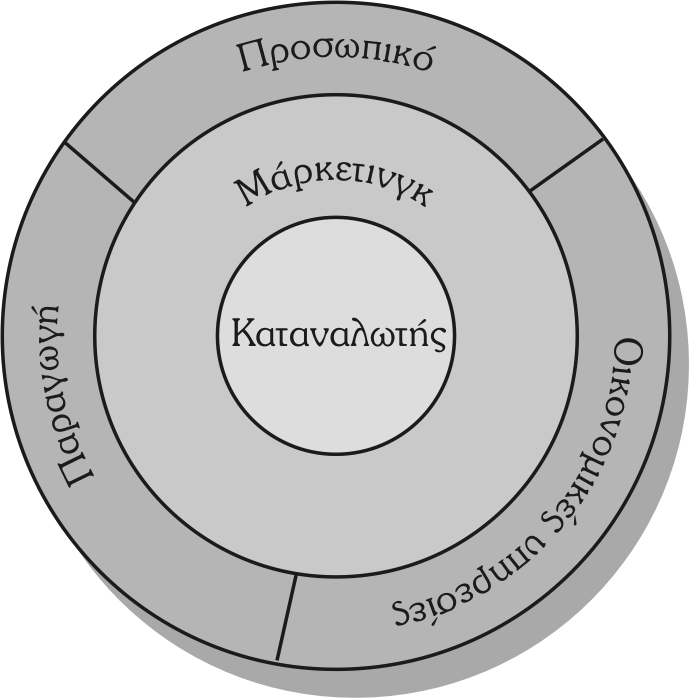 Προσωπικό
Μάρκετινγκ
Καταναλωτής
Παραγωγή
Οικονομικές υπηρεσίες